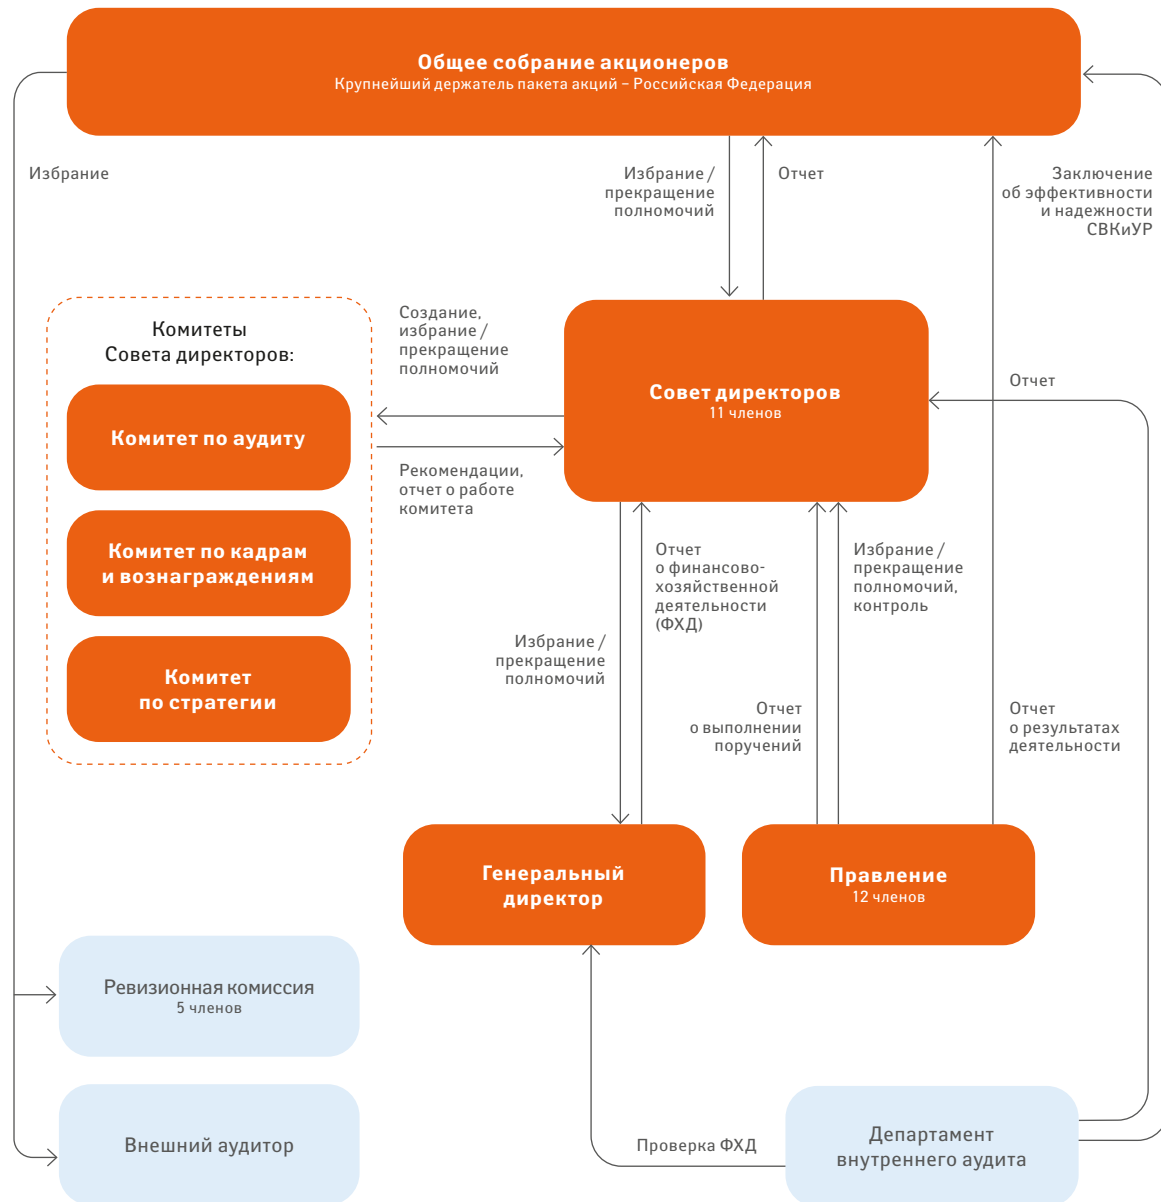 Общее собрание акционеров
Крупнейший держатель пакета акций – Российская Федерация
Избрание
Избрание /
прекращение
полномочий
Отчет
Заключение
об эффективности
и надежности
СВКиУР
Комитеты
Совета директоров:
Комитет по аудиту
Комитет по кадрам
и вознаграждениям
Комитет
по стратегии
Создание,
избрание /
прекращение
полномочий
Рекомендации,
отчет о работе
комитета
Совет директоров
11 членов
Отчет
Избрание /
прекращение
полномочий
Отчет
о финансово-
хозяйственной
деятельности
(ФХД)
Отчет
о выполнении
поручений
Избрание /
прекращение
полномочий,
контроль
Отчет
о результатах
деятельности
Генеральный
директор
Правление
12 членов
Ревизионная комиссия
5 членов
Внешний аудитор
Проверка ФХД
Департамент
внутреннего аудита